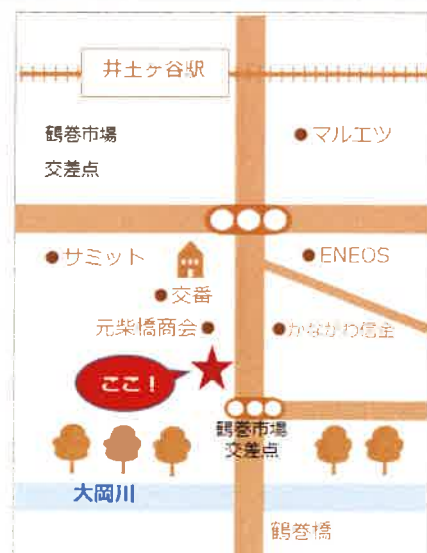 井土ヶ谷駅
鶴巻市場
交差点
マルエツ
サミット
ENEOS
交番
元柴橋商会
かながわ信金
ここ！
鶴巻市場
交差点
大岡川
鶴巻橋